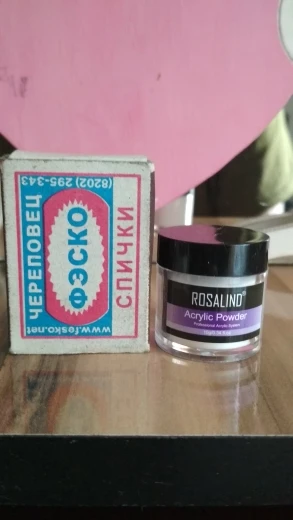 ЧЕРЕПОВЕЦ
ФЭСКО
СПИЧКИ
(8202) 295-343
www.fesko.net
ROSALIND®
Acrylic Powder
Professional Acrylic System